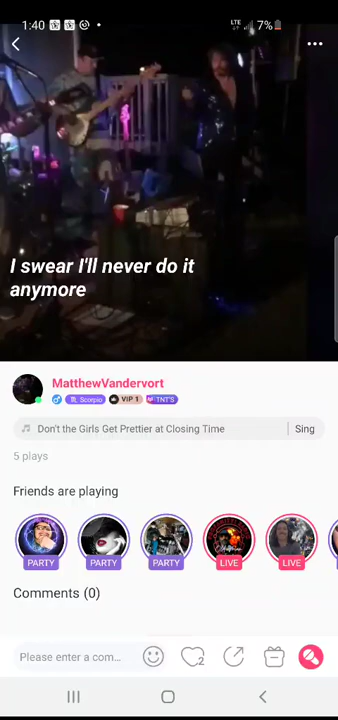 1:40
LTE
7%
I swear I'll never do it
anymore
MatthewVandervort
Scorpio
VIP 1
TNT'S
Don't the Girls Get Prettier at Closing Time
Sing
5 plays
Friends are playing
PARTY
PARTY
PARTY
LIVE
LIVE
Comments (0)
Please enter a com...
2